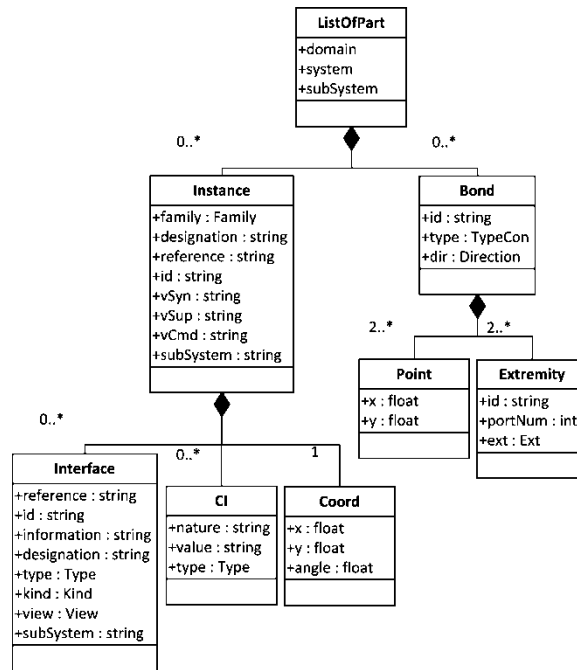 ListOfPart
+domain
+system
+subSystem
0..*
0..*
Instance
+family : Family
+designation : string
+reference : string
+id : string
+vSyn : string
+vSup : string
+vCmd : string
+subSystem : string
Bond
+id : string
+type : TypeCon
+dir : Direction
2..*
2..*
Point
+x : float
+y : float
Extremity
+id : string
+portNum : int
+ext : Ext
0..*
0..*
1
Interface
+reference : string
+id : string
+information : string
+designation : string
+type : Type
+kind : Kind
+view : View
+subSystem : string
CI
+nature : string
+value : string
+type : Type
Coord
+x : float
+y : float
+angle : float